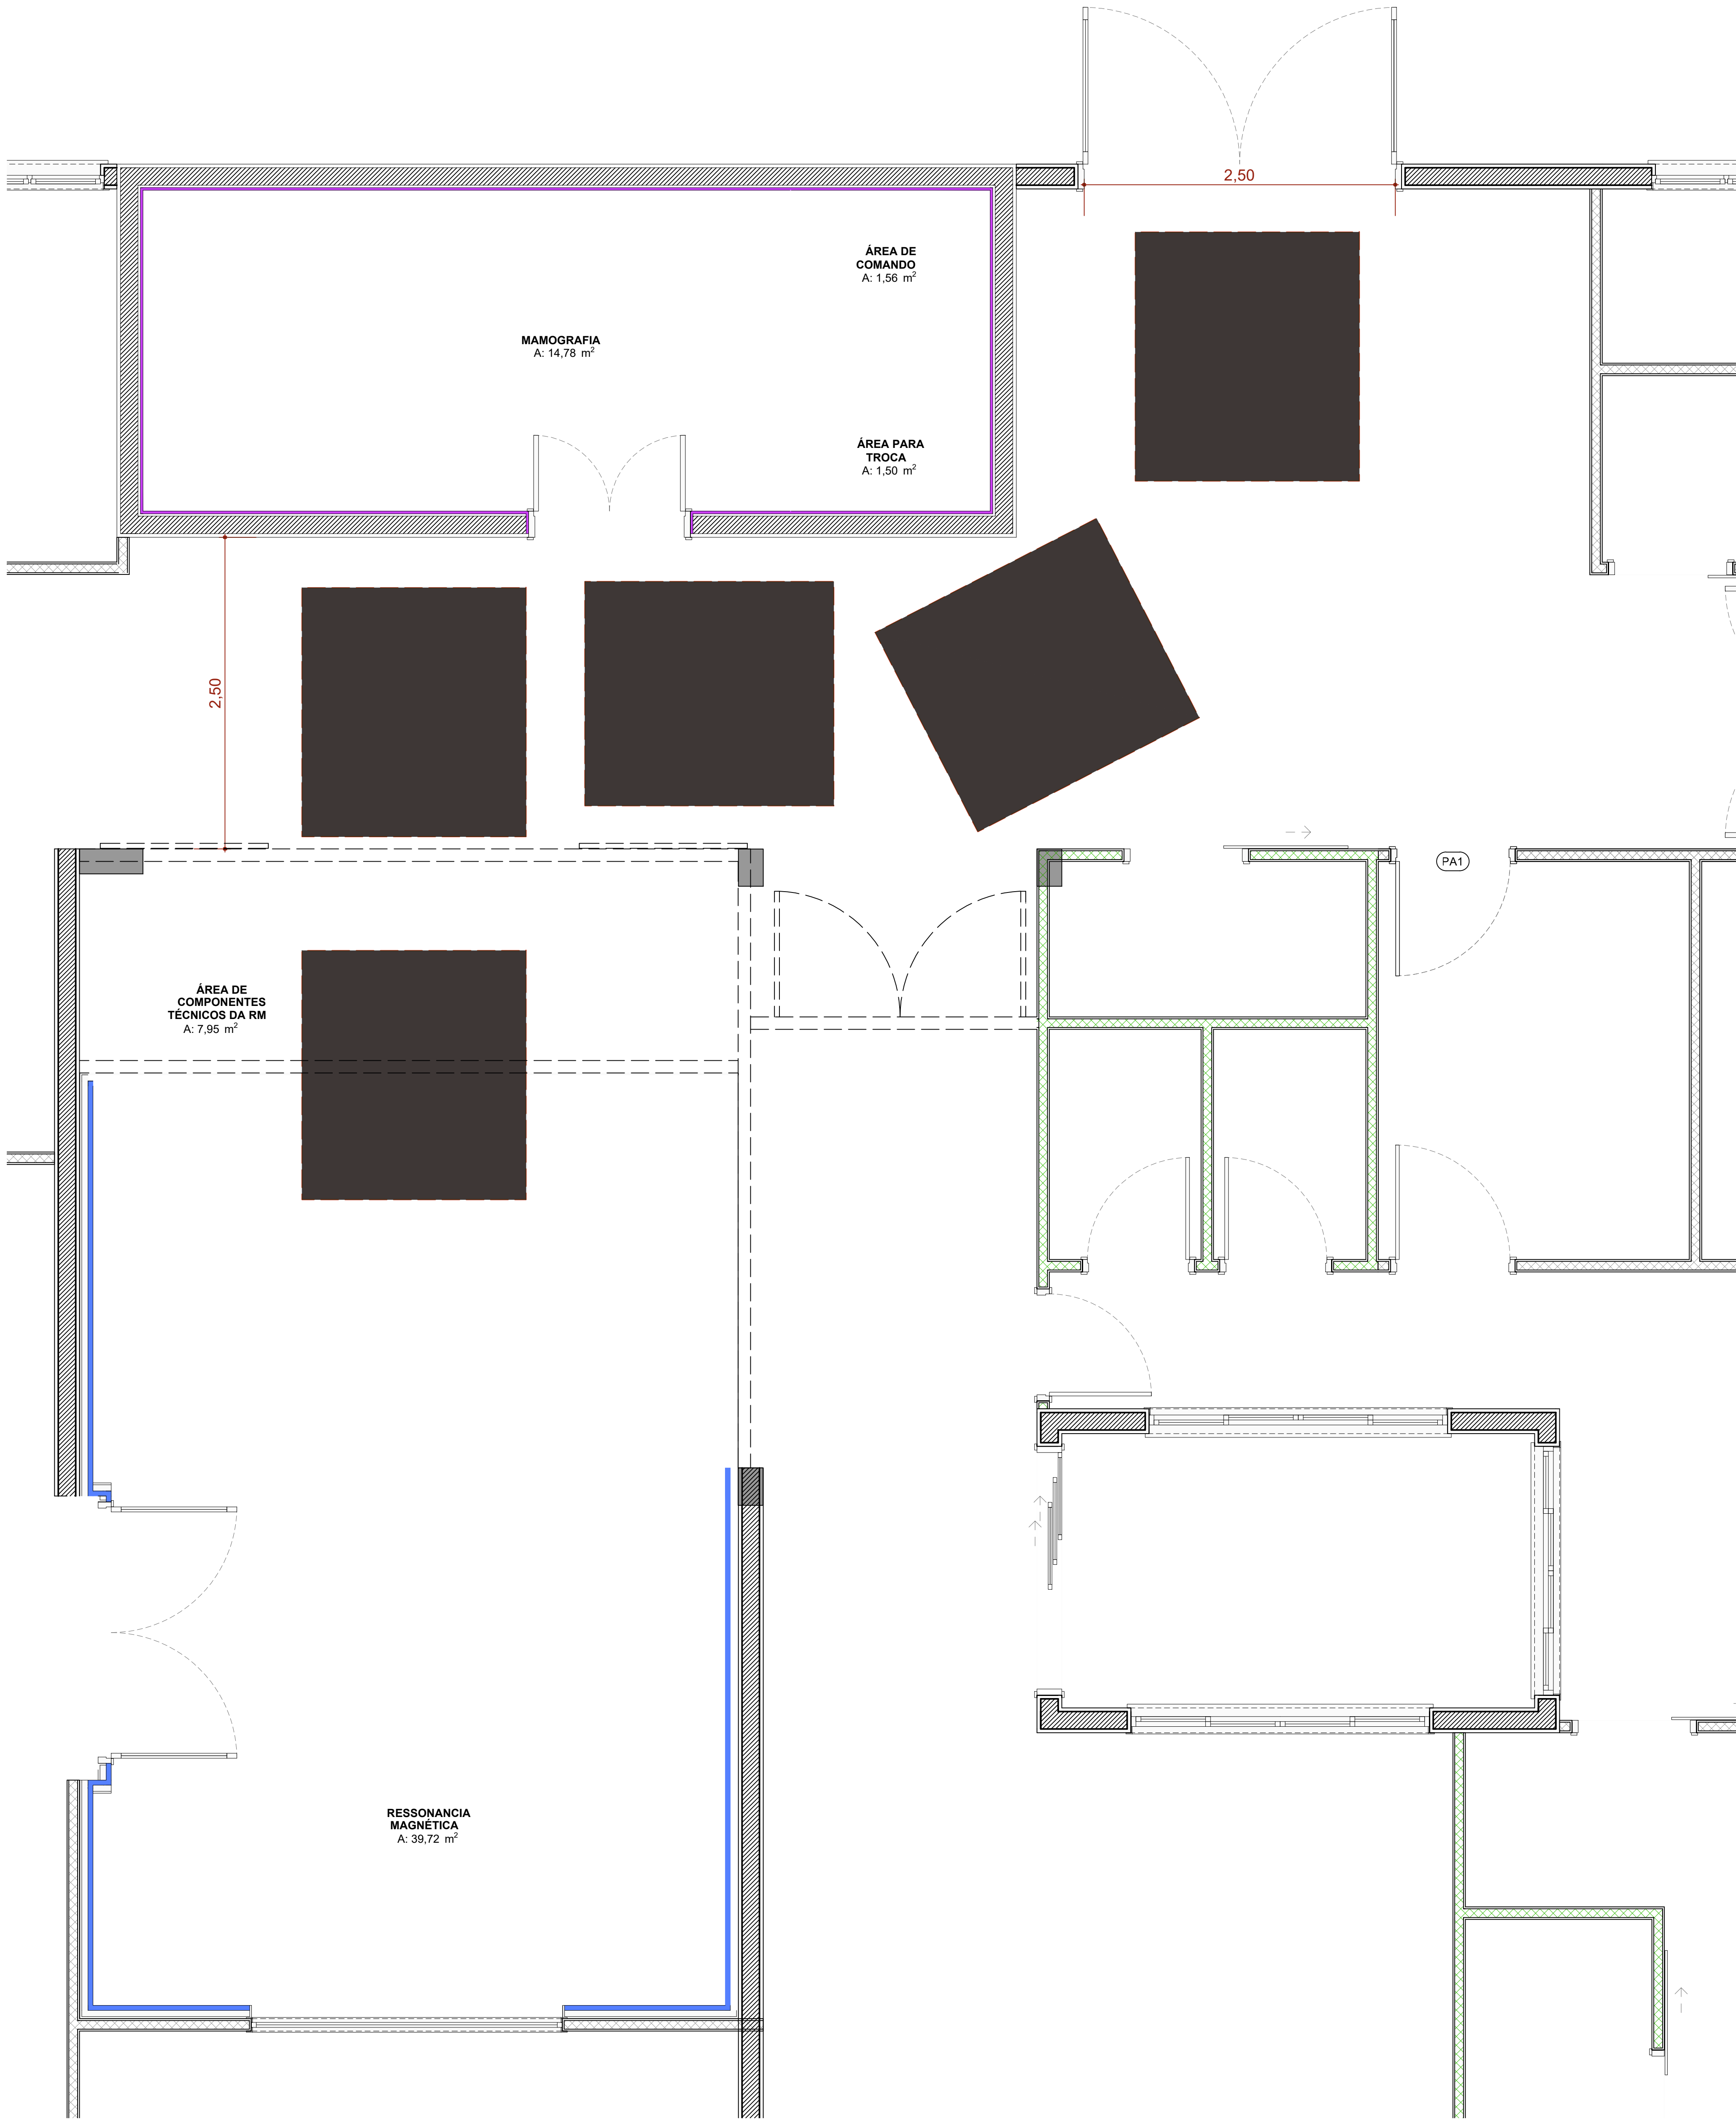 2,50
ÁREA DE
COMANDO
A: 1,56 m²
MAMOGRAFIA
A: 14,78 m²
ÁREA PARA
TROCA
A: 1,50 m²
2,50
PA1
ÁREA DE
COMPONENTES
TÉCNICOS DA RM
A: 7,95 m²
RESSONANCIA
MAGNÉTICA
A: 39,72 m²